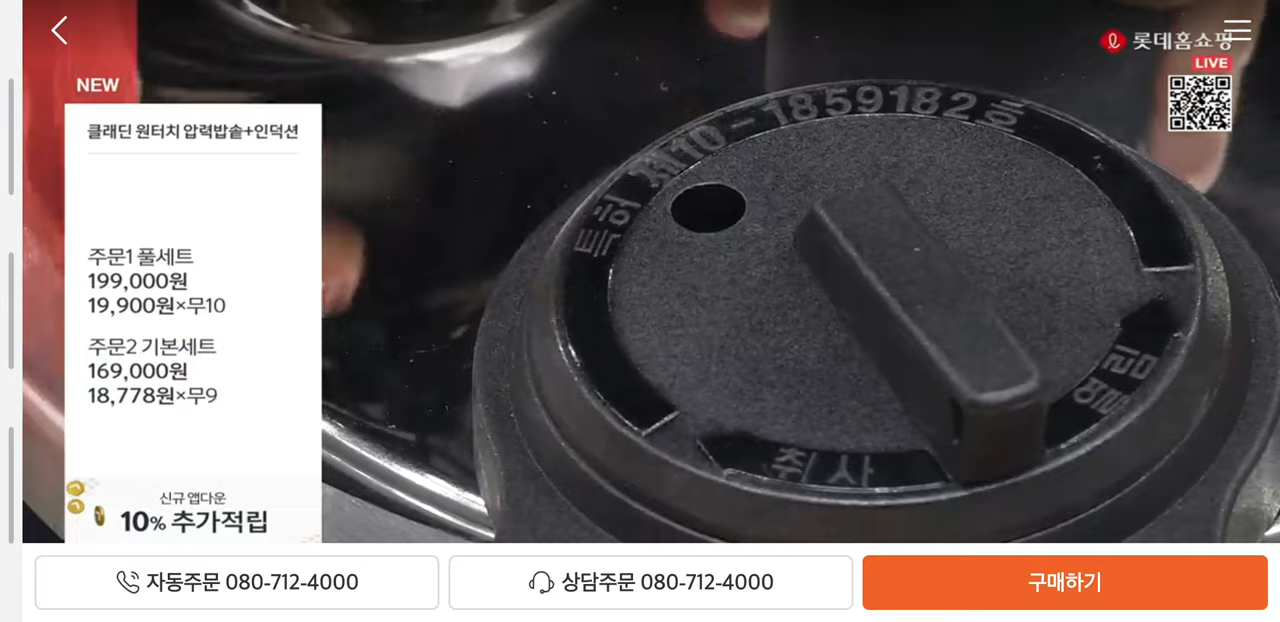 롯데홈쇼핑
LIVE
NEW
클래딘 원터치 압력밥솥+인덕션
주문1 풀세트
199,000원
19,900원×무10
주문2 기본세트
169,000원
18,778원×무9
신규 앱다운
10% 추가적립
특허 제10-1859182호
열림
취사
자동주문 080-712-4000
상담주문 080-712-4000
구매하기